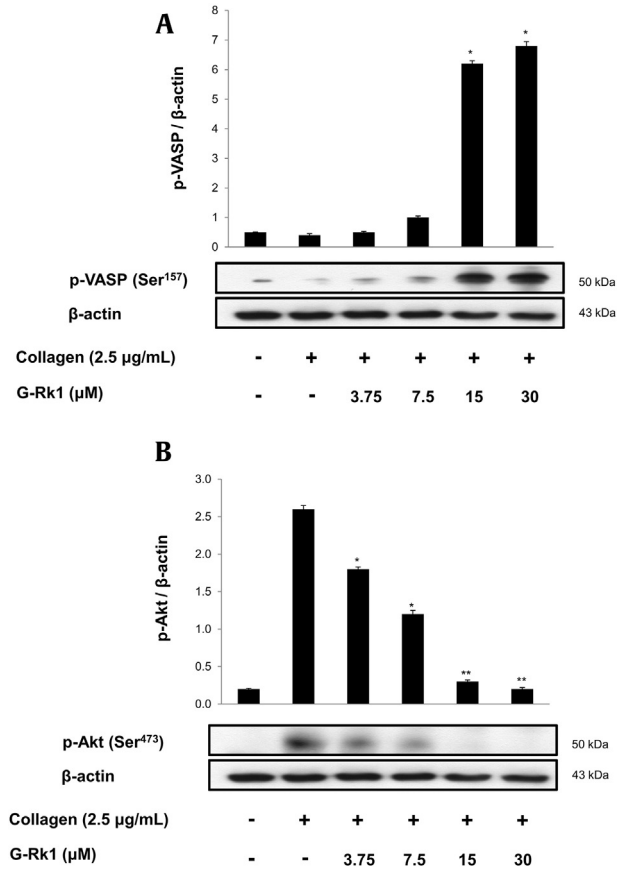 A
8
7
6
5
4
3
2
1
0
p-VASP / β-actin
* *
p-VASP (Ser157) 50 kDa
β-actin 43 kDa
Collagen (2.5 µg/mL) - + + + + +
G-Rk1 (µM) - - 3.75 7.5 15 30
B
3.0
2.5
2.0
1.5
1.0
0.5
0.0
p-Akt / β-actin
* * ** **
p-Akt (Ser473) 50 kDa
β-actin 43 kDa
Collagen (2.5 µg/mL) - + + + + +
G-Rk1 (µM) - - 3.75 7.5 15 30